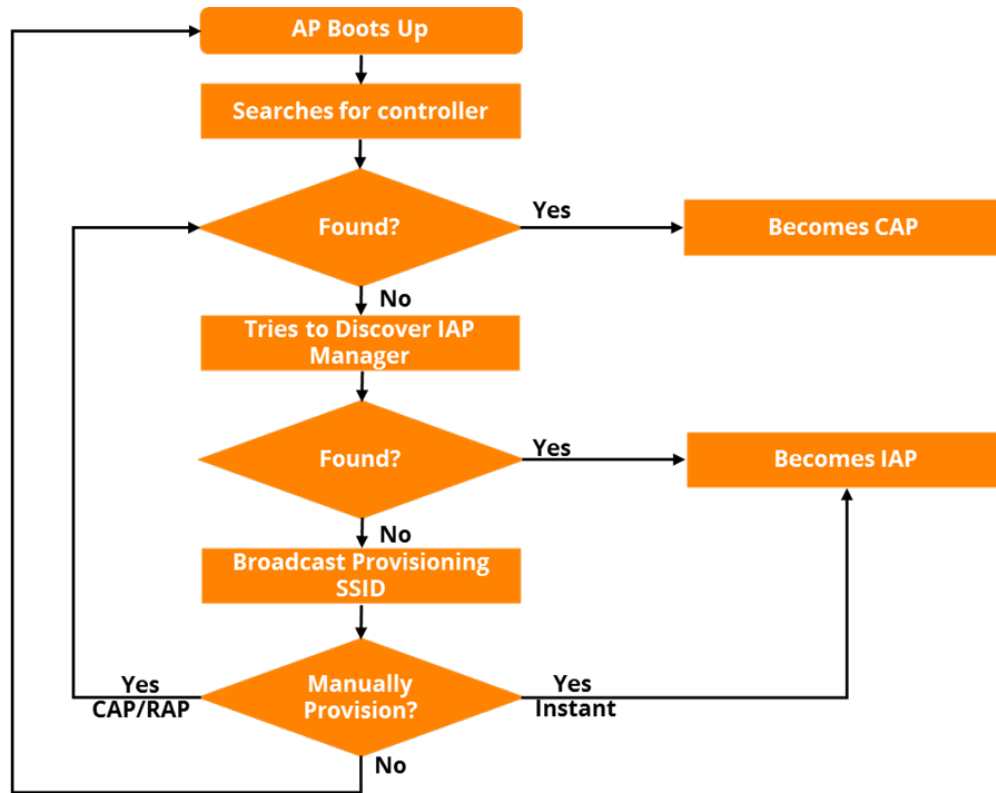 AP Boots Up
Searches for controller
Found?
Yes
Becomes CAP
No
Tries to Discover IAP
Manager
Found?
Yes
Becomes IAP
No
Broadcast Provisioning
SSID
Manually
Provision?
Yes
CAP/RAP
Yes
Instant
No